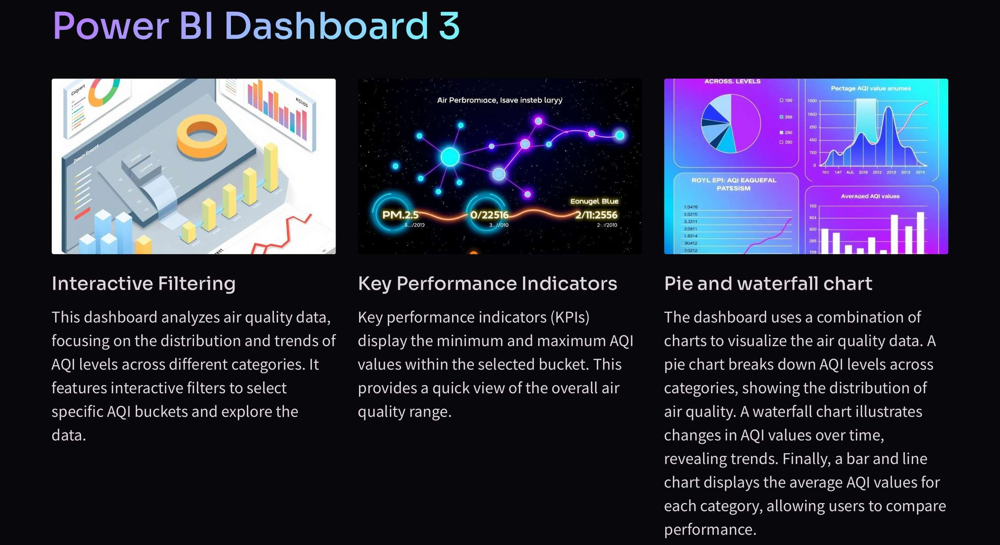 Power BI Dashboard 3
Colprert
KCUOS
Air Perbromiace, Isave insteb laryy
PM.2.5
0/22516
Eonugel Blue
2/11:2556
5.../2019
3...//010
2·.·//2010
ACROSS. LEVELS
160
266
260
200
Pectage AQI value anumes
1000
1600
200
460
700
0
101 147 AUL 2016 2012 2013 2013 2019
ROYL EPI: AQI EAGUEFAL
PATESISM
1/3416
2.0215
3.3211
2.0911
1.8314
90.412
7.0212
AverAged AQI values
100
801
600
265
106
Interactive Filtering
This dashboard analyzes air quality data,
focusing on the distribution and trends of
AQI levels across different categories. It
features interactive filters to select
specific AQI buckets and explore the
data.
Key Performance Indicators
Key performance indicators (KPIs)
display the minimum and maximum AQI
values within the selected bucket. This
provides a quick view of the overall air
quality range.
Pie and waterfall chart
The dashboard uses a combination of
charts to visualize the air quality data. A
pie chart breaks down AQI levels across
categories, showing the distribution of
air quality. A waterfall chart illustrates
changes in AQI values over time,
revealing trends. Finally, a bar and line
chart displays the average AQI values for
each category, allowing users to compare
performance.